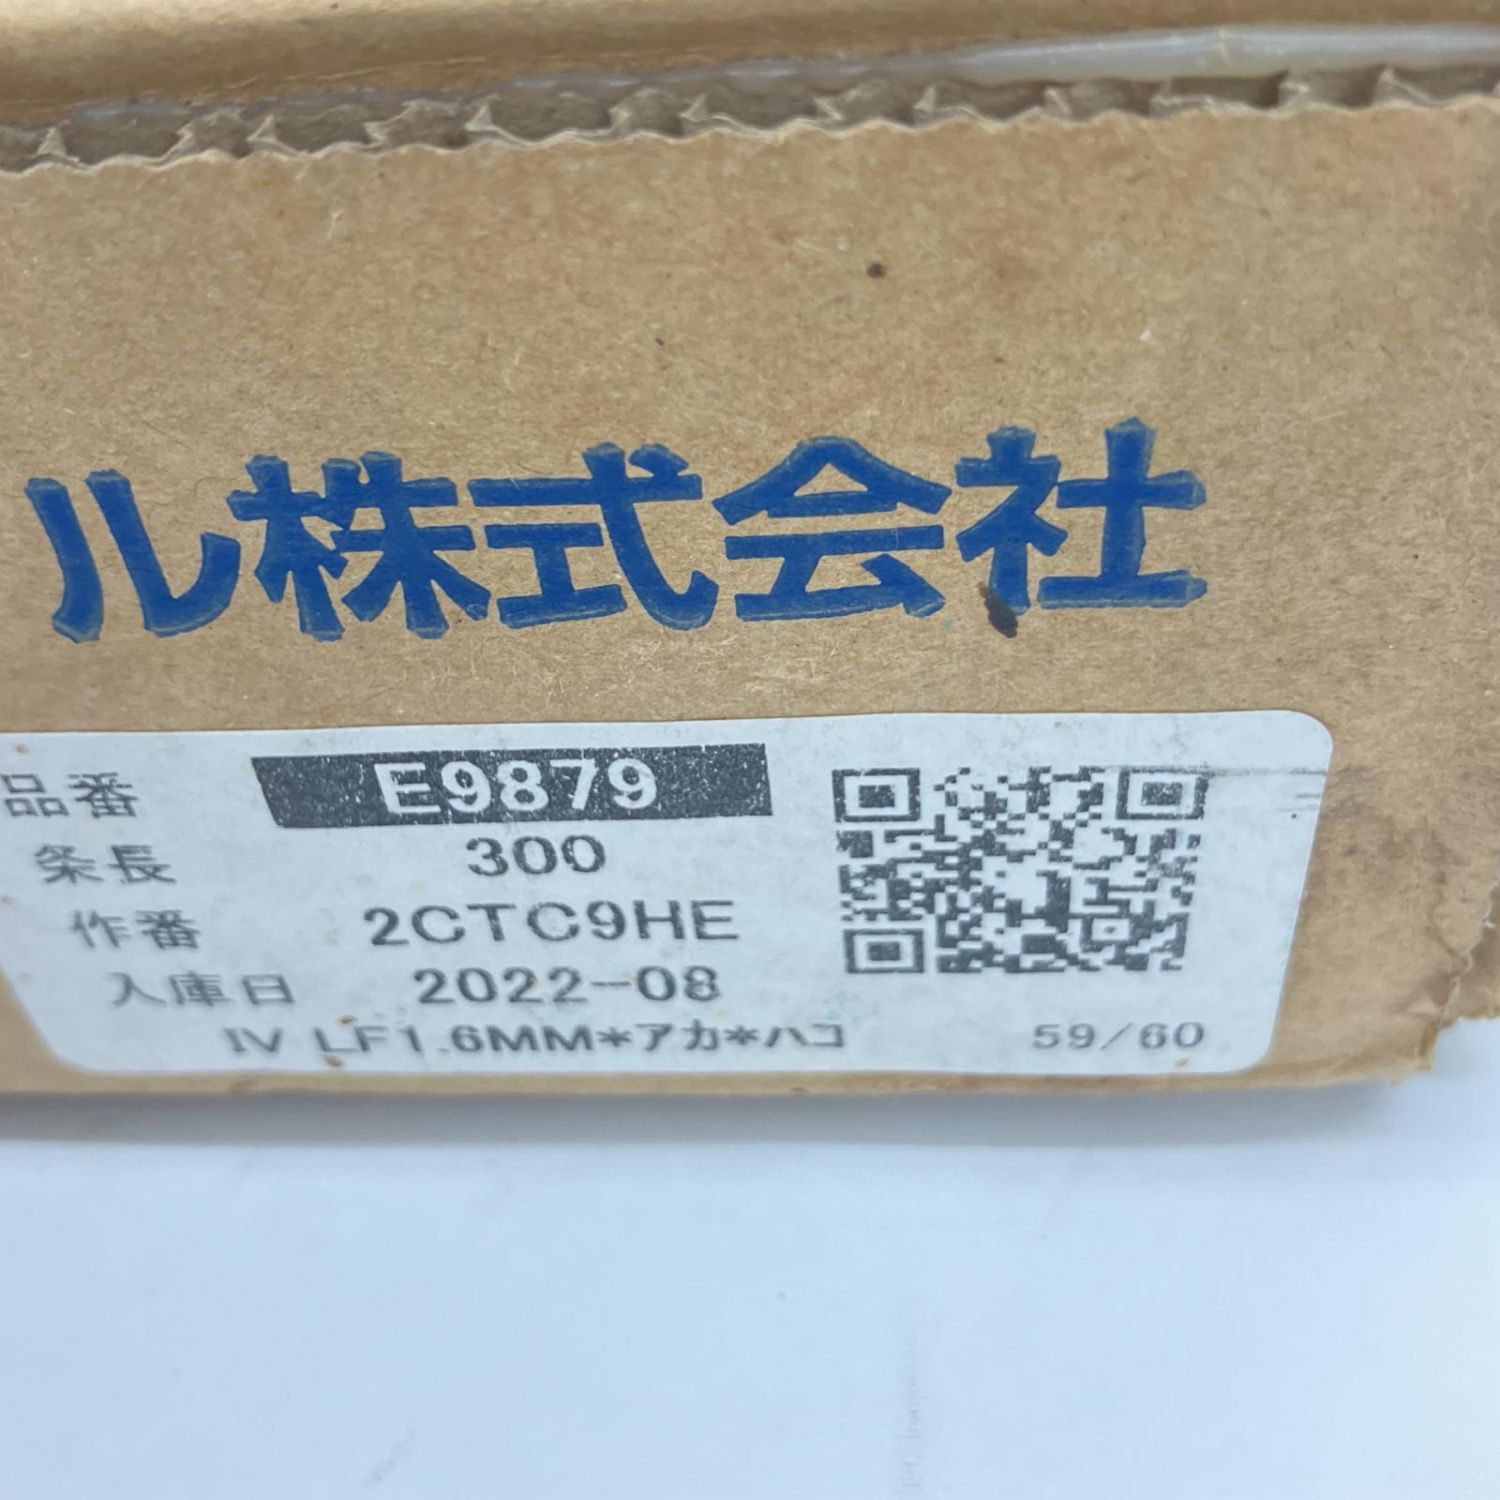 ル株式会社
品番 E9879
条長 300
作番 2CTC9HE
入庫日 2022-08
IV LF1.6MM*アカ*ハコ 59/60